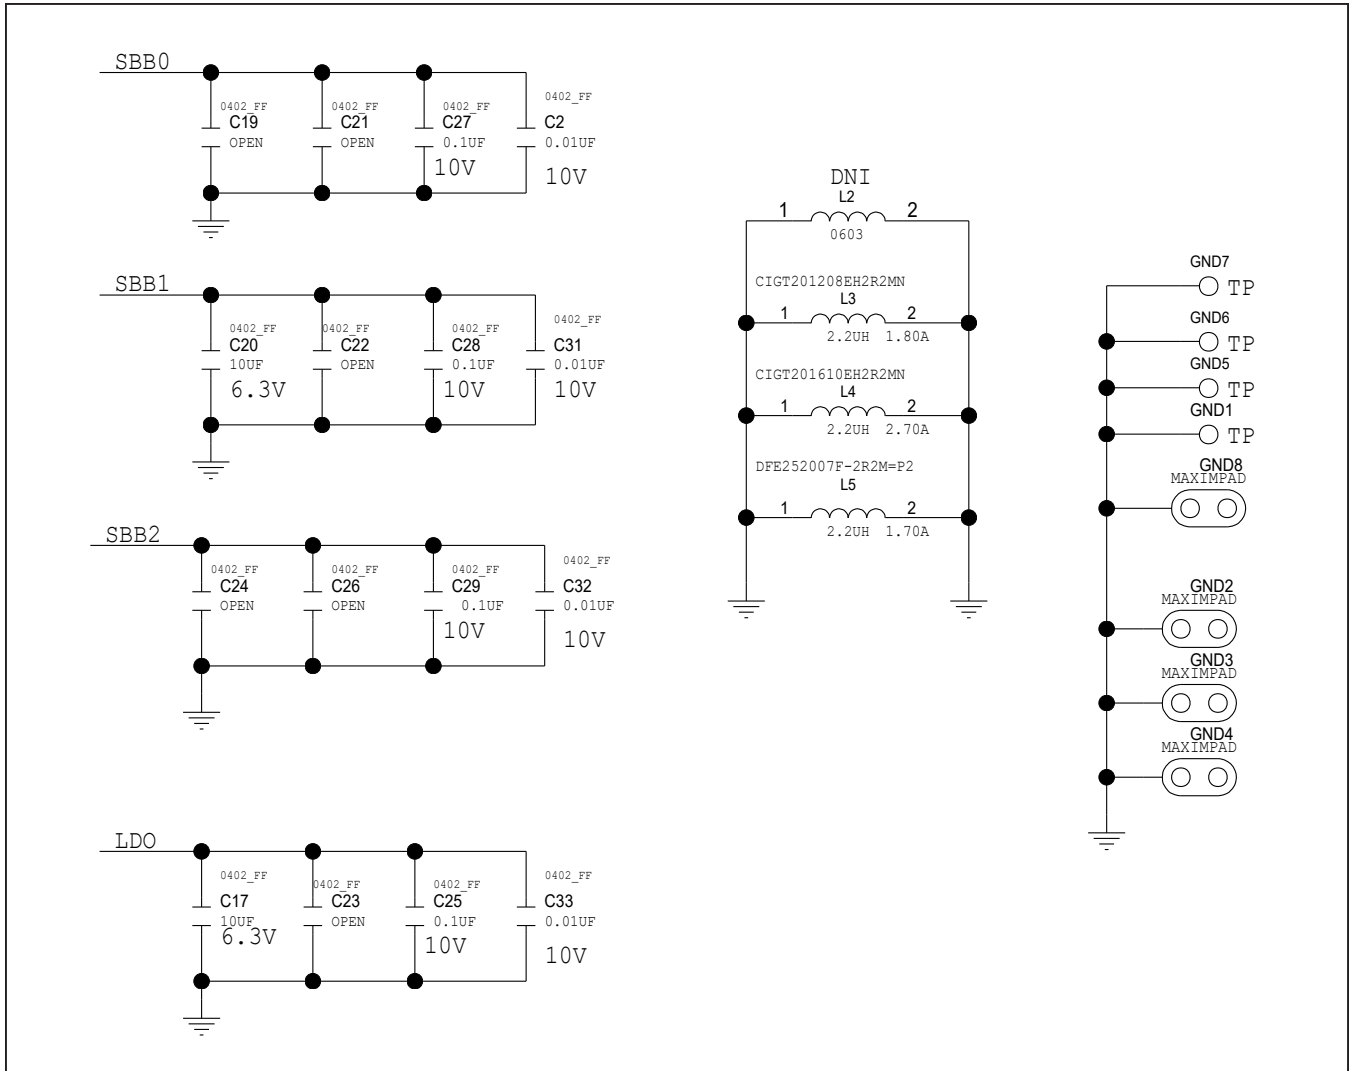 SBB0
0402_FF
C19
OPEN
0402_FF
C21
OPEN
0402_FF
C27
0.1UF
10V
0402_FF
C2
0.01UF
10V
SBB1
0402_FF
C20
10UF
6.3V
0402_FF
C22
OPEN
0402_FF
C28
0.1UF
10V
0402_FF
C31
0.01UF
10V
SBB2
0402_FF
C24
OPEN
0402_FF
C26
OPEN
0402_FF
C29
0.1UF
10V
0402_FF
C32
0.01UF
10V
LDO
0402_FF
C17
10UF
6.3V
0402_FF
C23
OPEN
0402_FF
C25
0.1UF
10V
0402_FF
C33
0.01UF
10V
DNI
L2
1 2
0603
CIGT201208EH2R2MN
L3
1 2
2.2UH 1.80A
CIGT201610EH2R2MN
L4
1 2
2.2UH 2.70A
DFE252007F-2R2M=P2
L5
1 2
2.2UH 1.70A
GND7
TP
GND6
TP
GND5
TP
GND1
TP
GND8
MAXIMPAD
GND2
MAXIMPAD
GND3
MAXIMPAD
GND4
MAXIMPAD